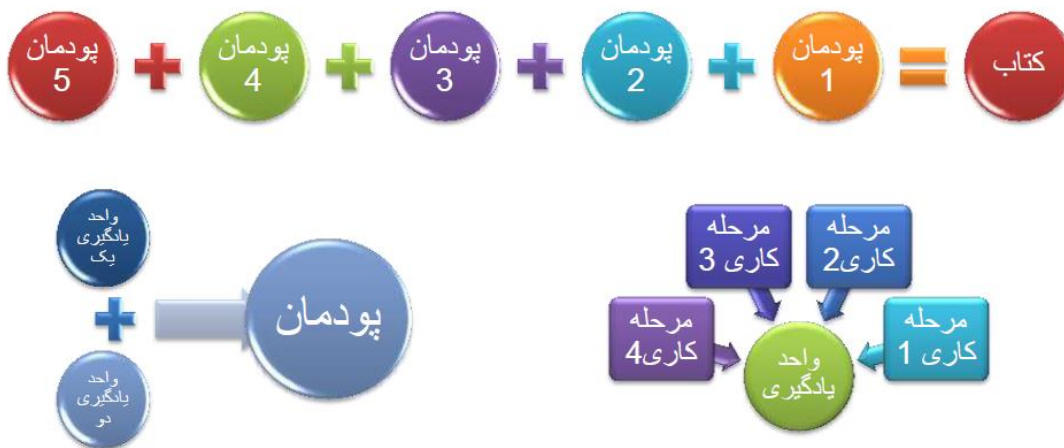 کتاب
پودمان
1
پودمان
2
پودمان
3
پودمان
4
پودمان
5
مرحله
کاری 1
مرحله
کاری2
مرحله
کاری 3
مرحله
کاری4
واحد
یادگیری
واحد
یادگیری
یک
واحد
یادگیری
دو
پودمان